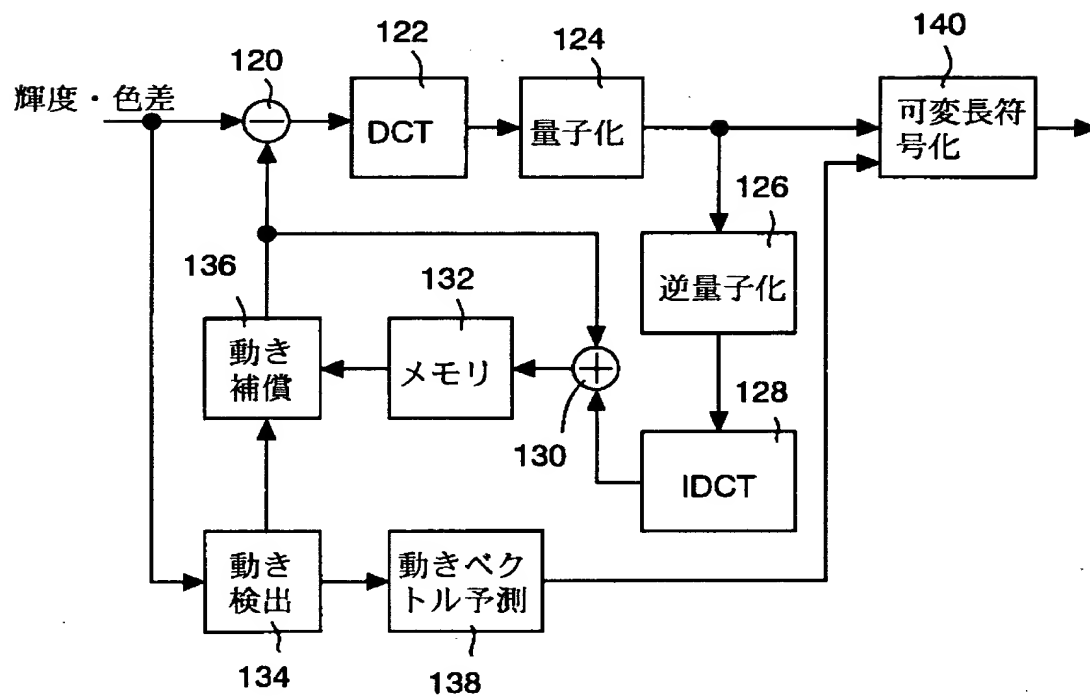 122
124
140
120
輝度・色差
DCT
量子化
可変長符
号化
126
136
132
逆量子化
動き
補償
メモリ
130
128
IDCT
動き
検出
動きベク
トル予測
134
138